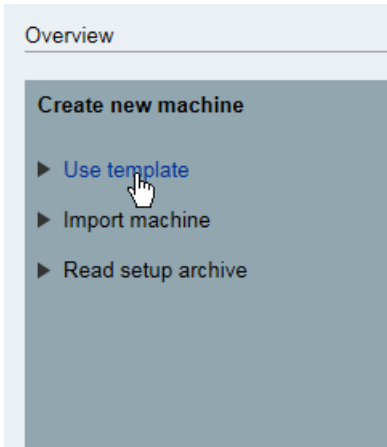 Overview
Create new machine
Use template
Import machine
Read setup archive